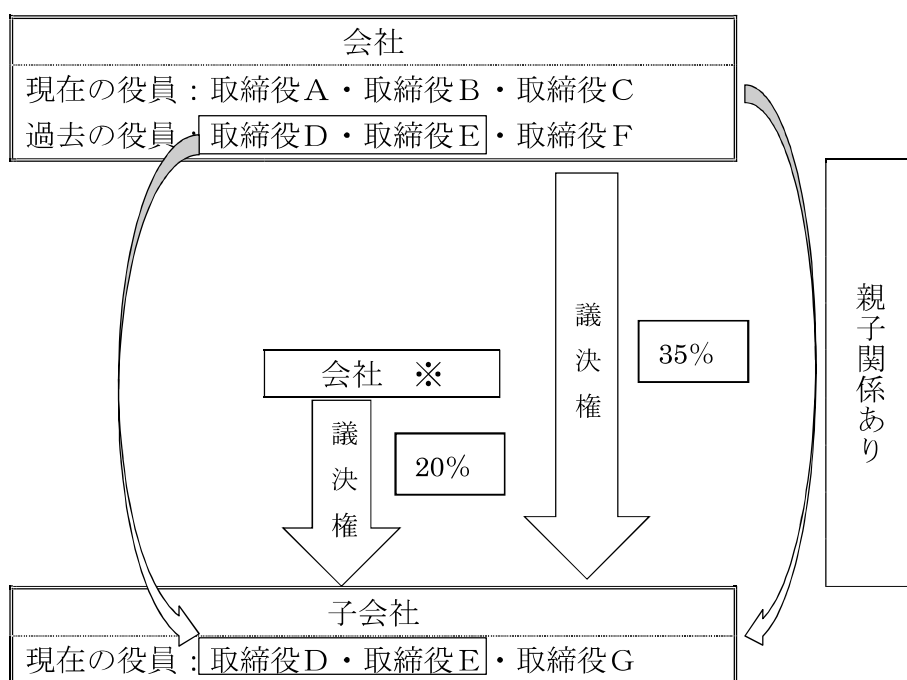 会社
現在の役員：取締役A・取締役B・取締役C
過去の役員：取締役D・取締役E・取締役F
議決権
35%
親子関係あり
会社　※
議決権
20%
子会社
現在の役員：取締役D・取締役E・取締役G